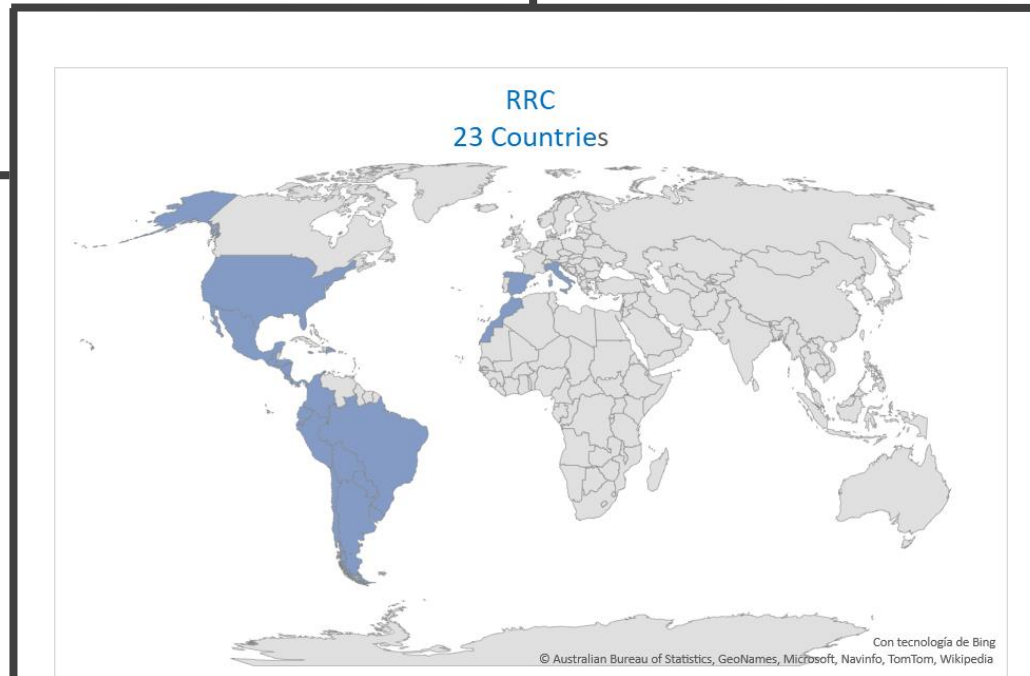 RRC
23 Countries
Con tecnología de Bing
© Australian Bureau of Statistics, GeoNames, Microsoft, Navinfo, TomTom, Wikipedia